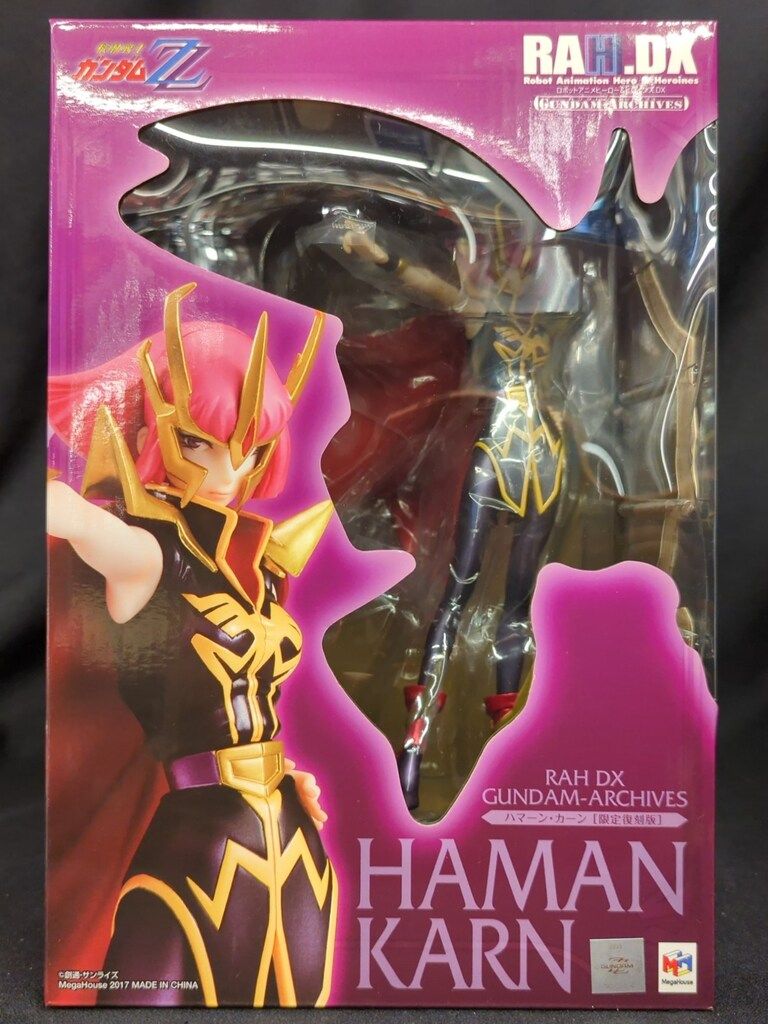 機動戦士
ガンダムZZ
RAH.DX
Robot Animation Hero & Heroines
ロボットアニメヒーロー&ヒロインズDX
GUNDAM-ARCHIVES
RAH DX
GUNDAM-ARCHIVES
ハマーン・カーン [限定復刻版]
HAMAN
KARN
©創通・サンライズ
MegaHouse 2017 MADE IN CHINA
GUNDAM
MegaHouse